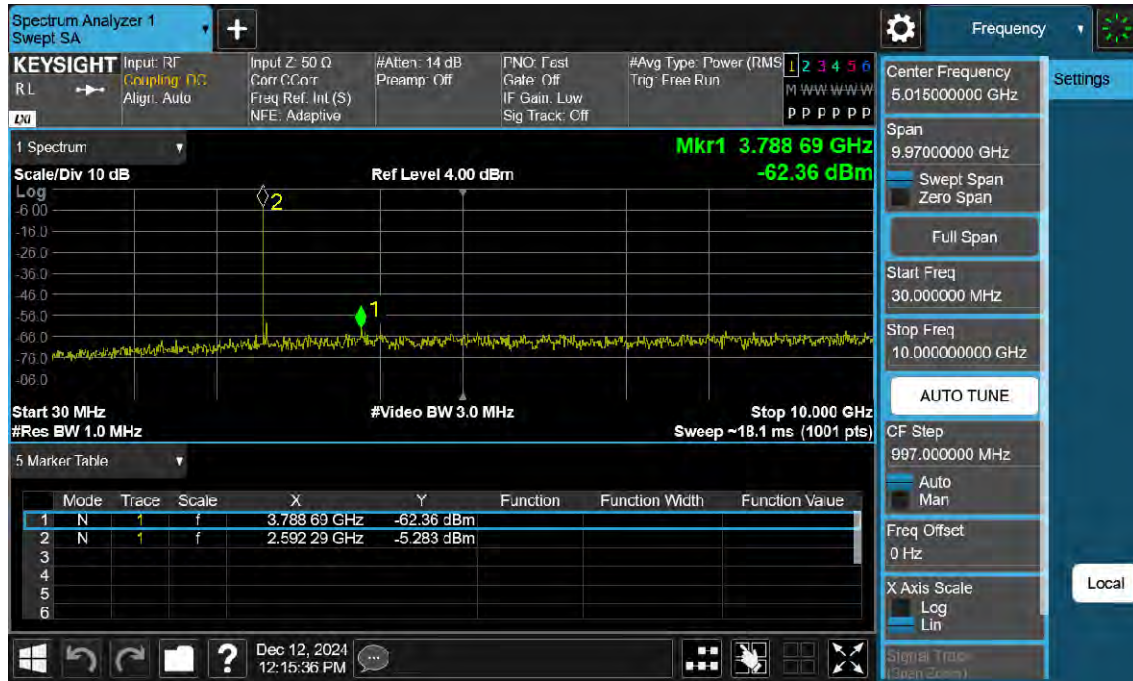 Spectrum Analyzer 1
Swept SA
Frequency
KEYSIGHT
RL
LXI
Input: RF
Coupling: DC
Align: Auto
Input Z: 50 Ω
Corr CCorr
Freq Ref: Int (S)
NFE: Adaptive
#Atten: 14 dB
Preamp: Off
PNO: Fast
Gate: Off
IF Gain: Low
Sig Track: Off
#Avg Type: Power (RMS
Trig: Free Run
1 2 3 4 5 6
M W W W W W
P P P P P P
1 Spectrum
Mkr1 3.788 69 GHz
Scale/Div 10 dB
Ref Level 4.00 dBm
-62.36 dBm
Log
-6.00
-16.0
-26.0
-36.0
-46.0
-56.0
-66.0
-76.0
-86.0
2
1
Start 30 MHz
#Video BW 3.0 MHz
Stop 10.000 GHz
#Res BW 1.0 MHz
Sweep ~18.1 ms (1001 pts)
5 Marker Table
Mode Trace Scale X Y Function Function Width Function Value
1 N 1 f 3.788 69 GHz -62.36 dBm
2 N 1 f 2.592 29 GHz -5.283 dBm
3
4
5
6
?
Dec 12, 2024
12:15:36 PM
Center Frequency
5.015000000 GHz
Settings
Span
9.97000000 GHz
Swept Span
Zero Span
Full Span
Start Freq
30.000000 MHz
Stop Freq
10.000000000 GHz
AUTO TUNE
CF Step
997.000000 MHz
Auto
Man
Freq Offset
0 Hz
X Axis Scale
Log
Lin
Local
Signal Track
(Span Zoom)